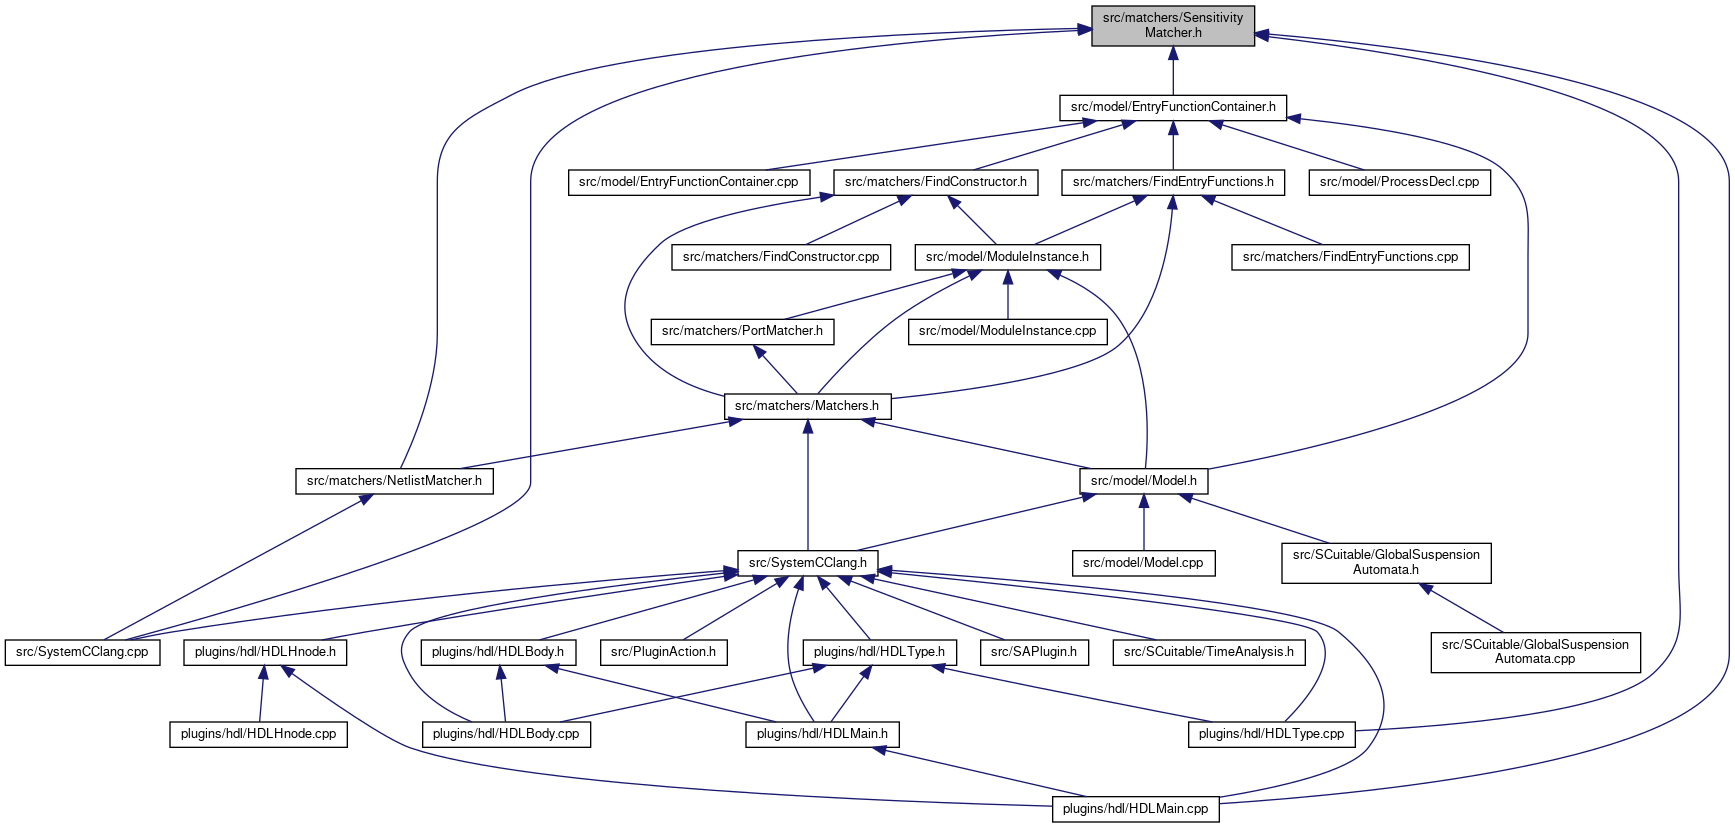 src/matchers/Sensitivity
Matcher.h
src/model/EntryFunctionContainer.h
src/model/EntryFunctionContainer.cpp
src/matchers/FindConstructor.h
src/matchers/FindEntryFunctions.h
src/model/ProcessDecl.cpp
src/matchers/FindConstructor.cpp
src/model/ModuleInstance.h
src/matchers/FindEntryFunctions.cpp
src/matchers/PortMatcher.h
src/model/ModuleInstance.cpp
src/matchers/Matchers.h
src/matchers/NetlistMatcher.h
src/model/Model.h
src/SystemCClang.h
src/model/Model.cpp
src/SCuitable/GlobalSuspension
Automata.h
src/SystemCClang.cpp
plugins/hdl/HDLHnode.h
plugins/hdl/HDLBody.h
src/PluginAction.h
plugins/hdl/HDLType.h
src/SAPlugin.h
src/SCuitable/TimeAnalysis.h
src/SCuitable/GlobalSuspension
Automata.cpp
plugins/hdl/HDLHnode.cpp
plugins/hdl/HDLBody.cpp
plugins/hdl/HDLMain.h
plugins/hdl/HDLType.cpp
plugins/hdl/HDLMain.cpp